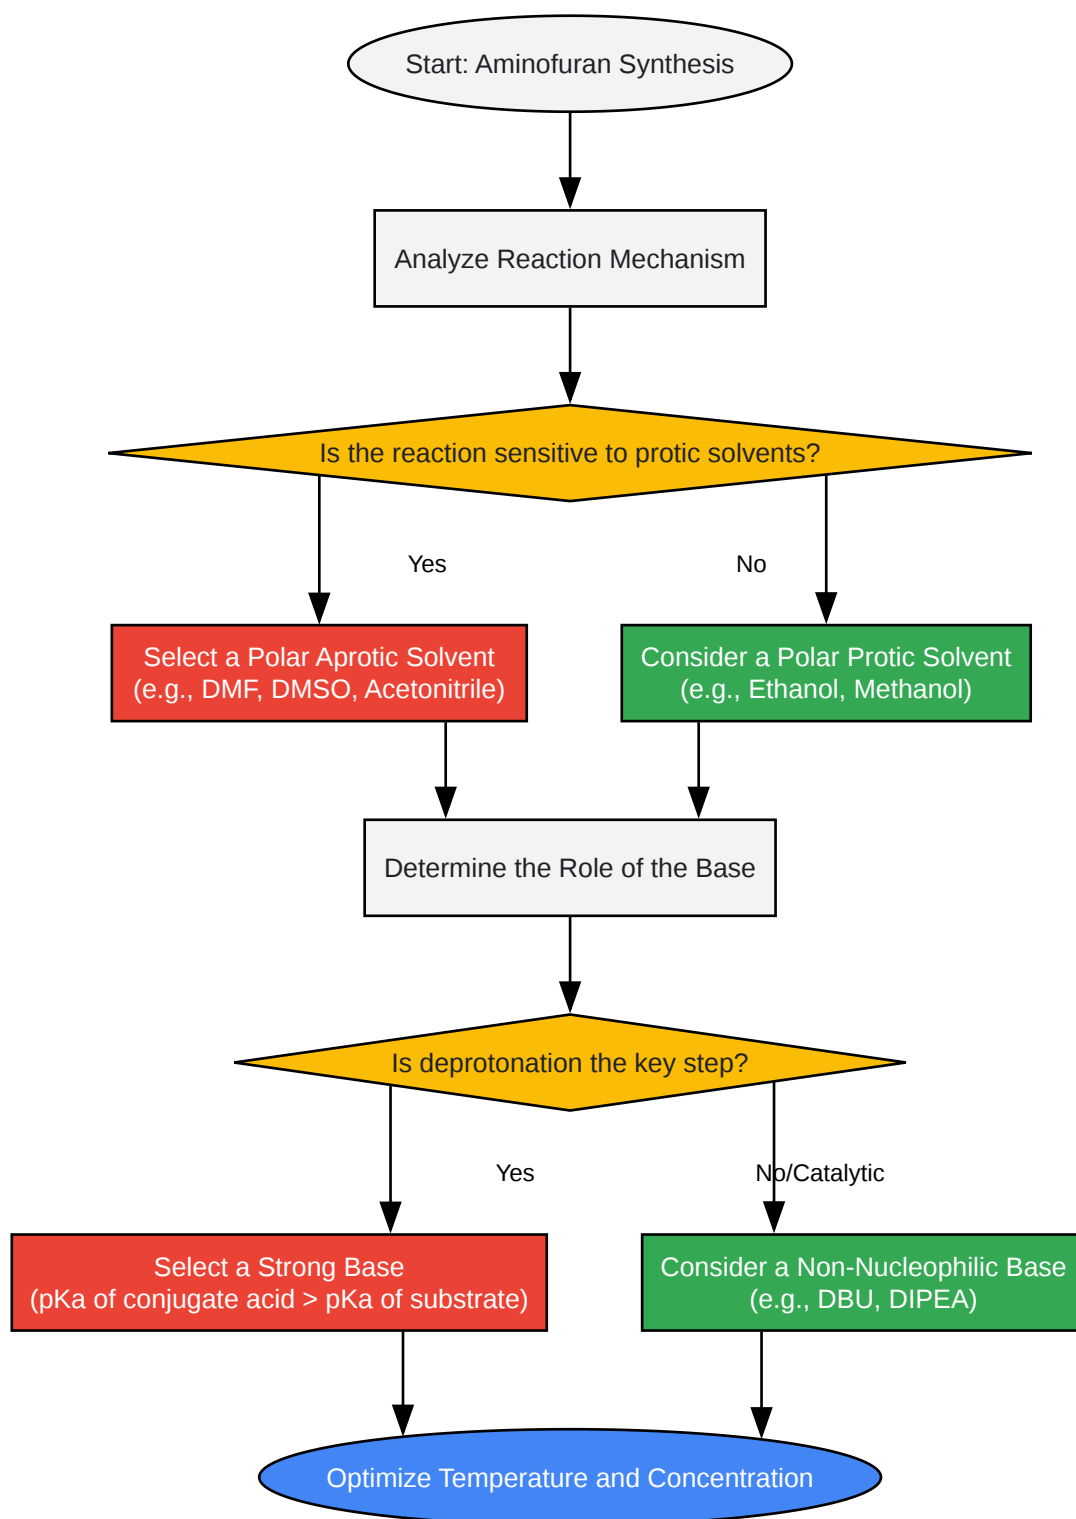 Start: Aminofuran Synthesis
Analyze Reaction Mechanism
Is the reaction sensitive to protic solvents?
Yes
No
Select a Polar Aprotic Solvent
(e.g., DMF, DMSO, Acetonitrile)
Consider a Polar Protic Solvent
(e.g., Ethanol, Methanol)
Determine the Role of the Base
Is deprotonation the key step?
Yes
No/Catalytic
Select a Strong Base
(pKa of conjugate acid > pKa of substrate)
Consider a Non-Nucleophilic Base
(e.g., DBU, DIPEA)
Optimize Temperature and Concentration